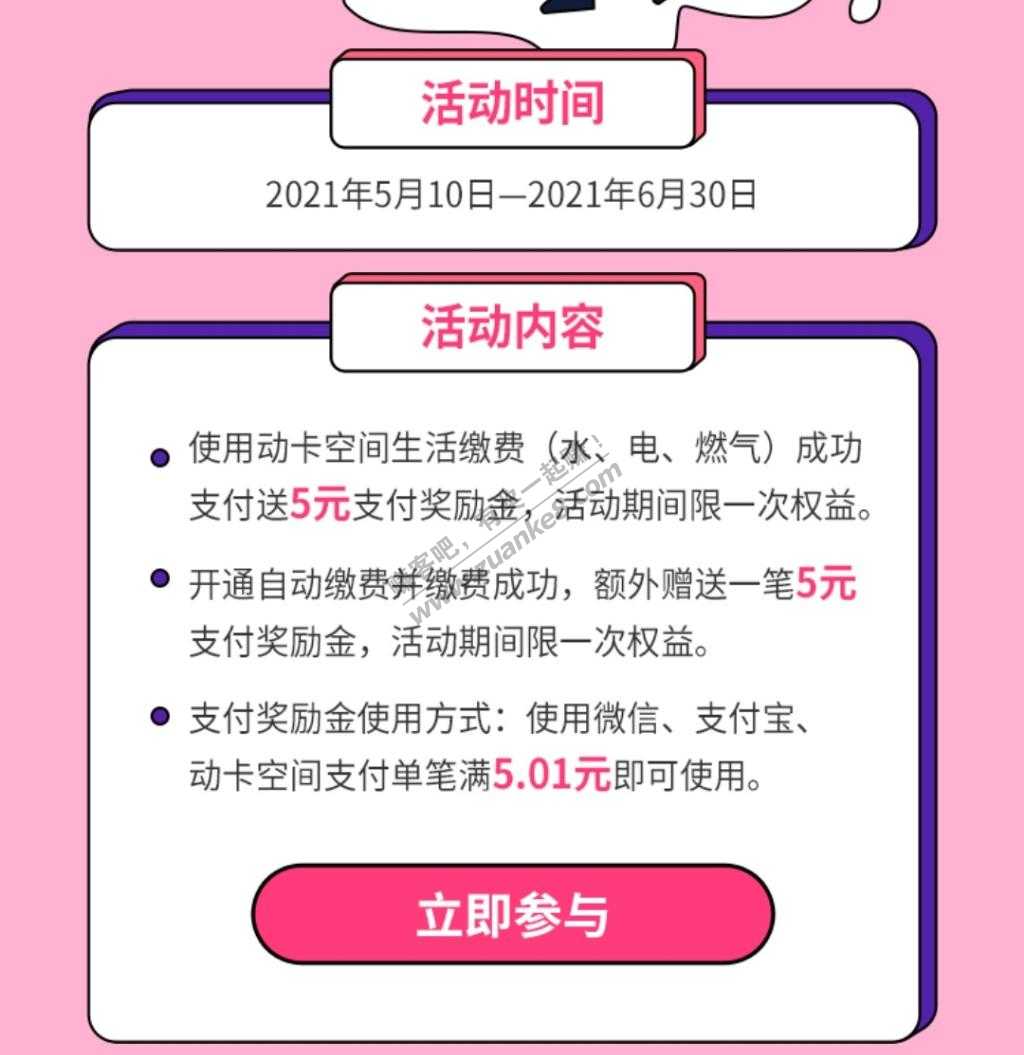 活动时间
2021年5月10日—2021年6月30日
活动内容
使用动卡空间生活缴费（水、电、燃气）成功
支付送5元支付奖励金，活动期间限一次权益。
开通自动缴费并缴费成功，额外赠送一笔5元
支付奖励金，活动期间限一次权益。
支付奖励金使用方式：使用微信、支付宝、
动卡空间支付单笔满5.01元即可使用。
立即参与
赚客吧，有奖一起赚！
www.zuanke8.com